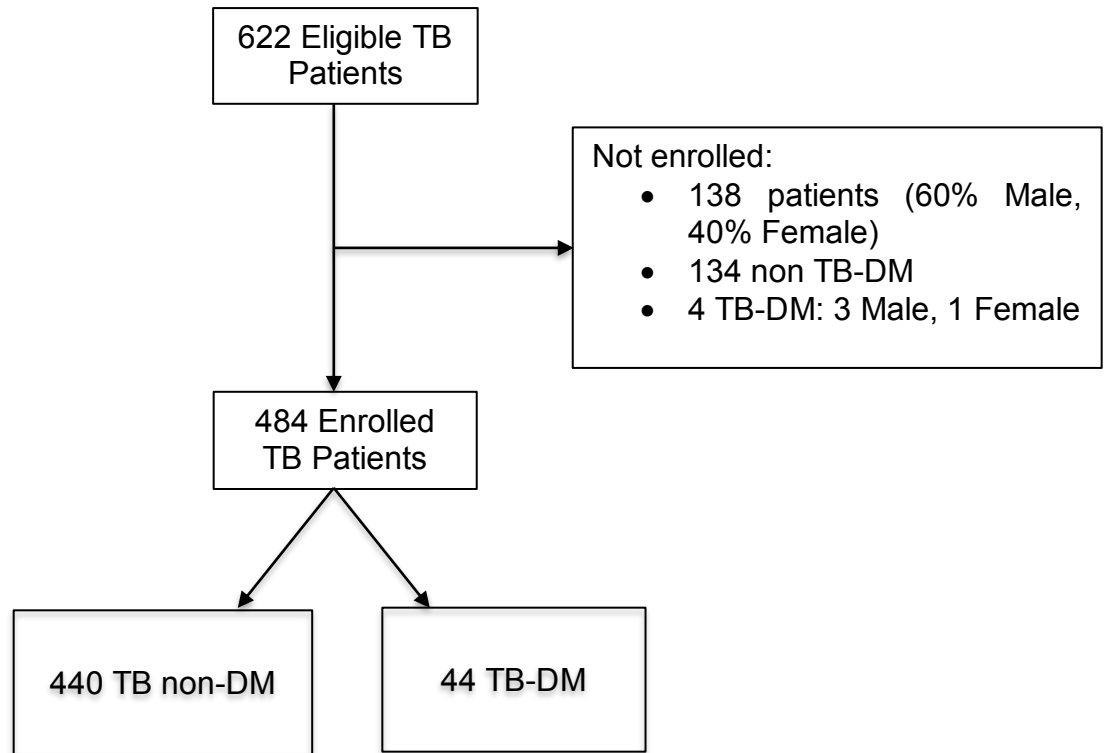 622 Eligible TB
Patients
Not enrolled:
• 138 patients (60% Male,
40% Female)
• 134 non TB-DM
• 4 TB-DM: 3 Male, 1 Female
484 Enrolled
TB Patients
440 TB non-DM
44 TB-DM